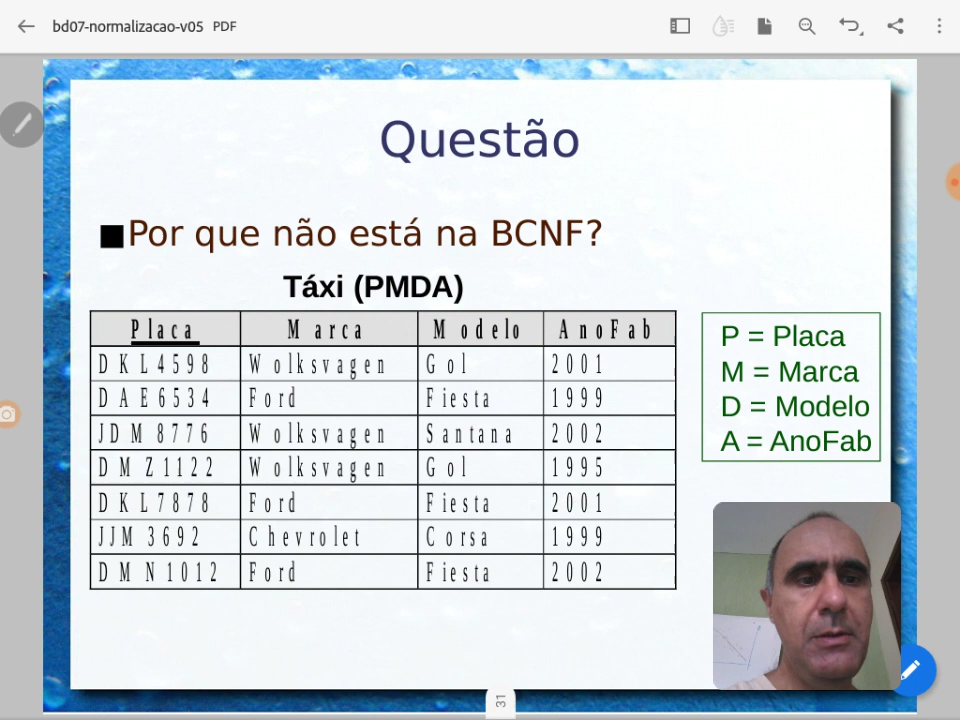 bd07-normalizacao-v05 PDF
Questão
Por que não está na BCNF?
Táxi (PMDA)
Placa Marca Modelo AnoFab
DKL4598 Wolksvagen Gol 2001
DAE6534 Ford Fiesta 1999
JDM8776 Wolksvagen Santana 2002
DMZ1122 Wolksvagen Gol 1995
DKL7878 Ford Fiesta 2001
JJM3692 Chevrolet Corsa 1999
DMN1012 Ford Fiesta 2002
P = Placa
M = Marca
D = Modelo
A = AnoFab
31